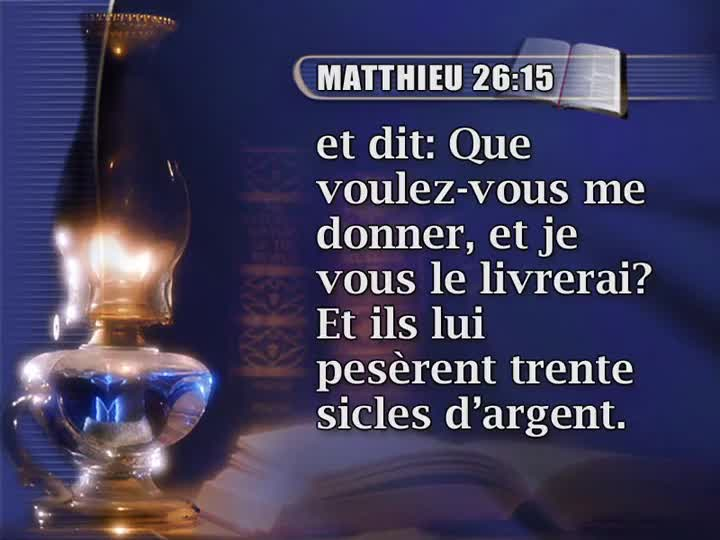 MATTHIEU 26:15
et dit: Que
voulez-vous me
donner, et je
vous le livrerai?
Et ils lui
pesèrent trente
sicles d’argent.